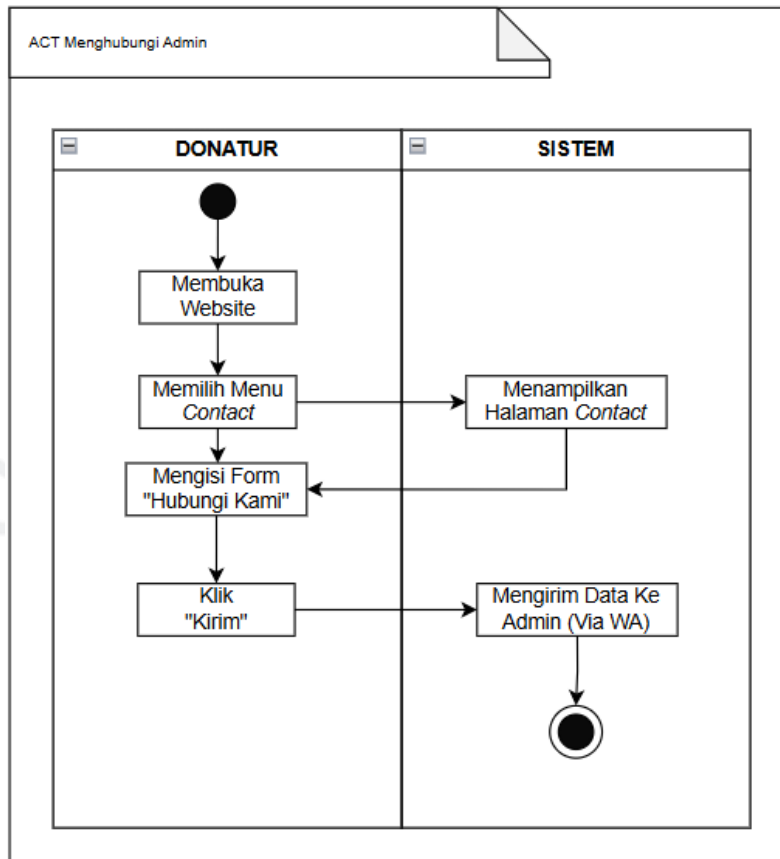 ACT Menghubungi Admin
DONATUR
SISTEM
Membuka
Website
Memilih Menu
Contact
Menampilkan
Halaman Contact
Mengisi Form
"Hubungi Kami"
Klik
"Kirim"
Mengirim Data Ke
Admin (Via WA)